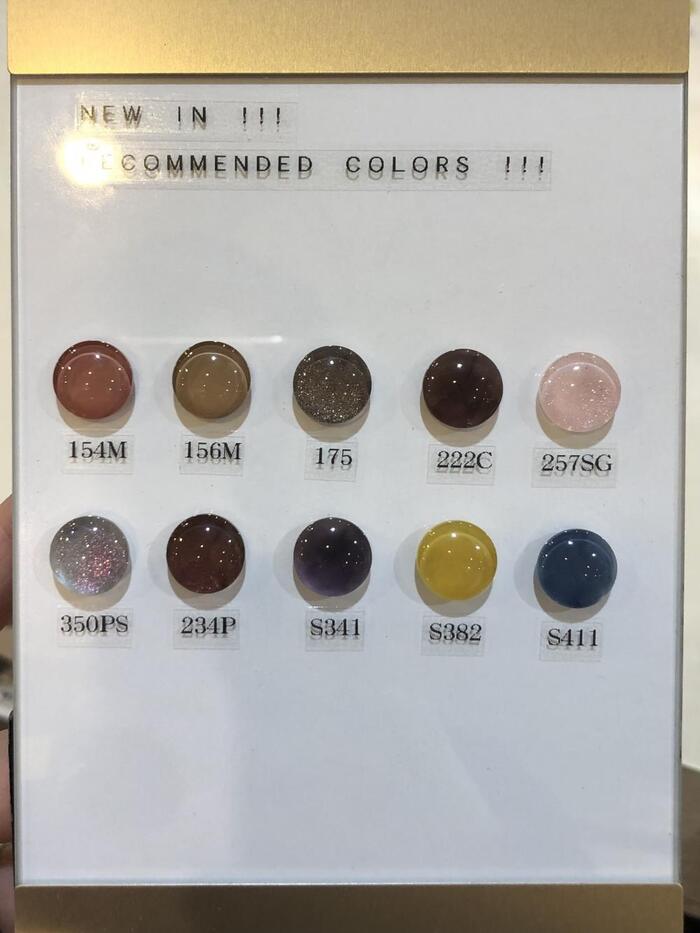 NEW IN !!!
RECOMMENDED COLORS !!!
154M 156M 175 222C 257SG
350PS 234P S341 S382 S411